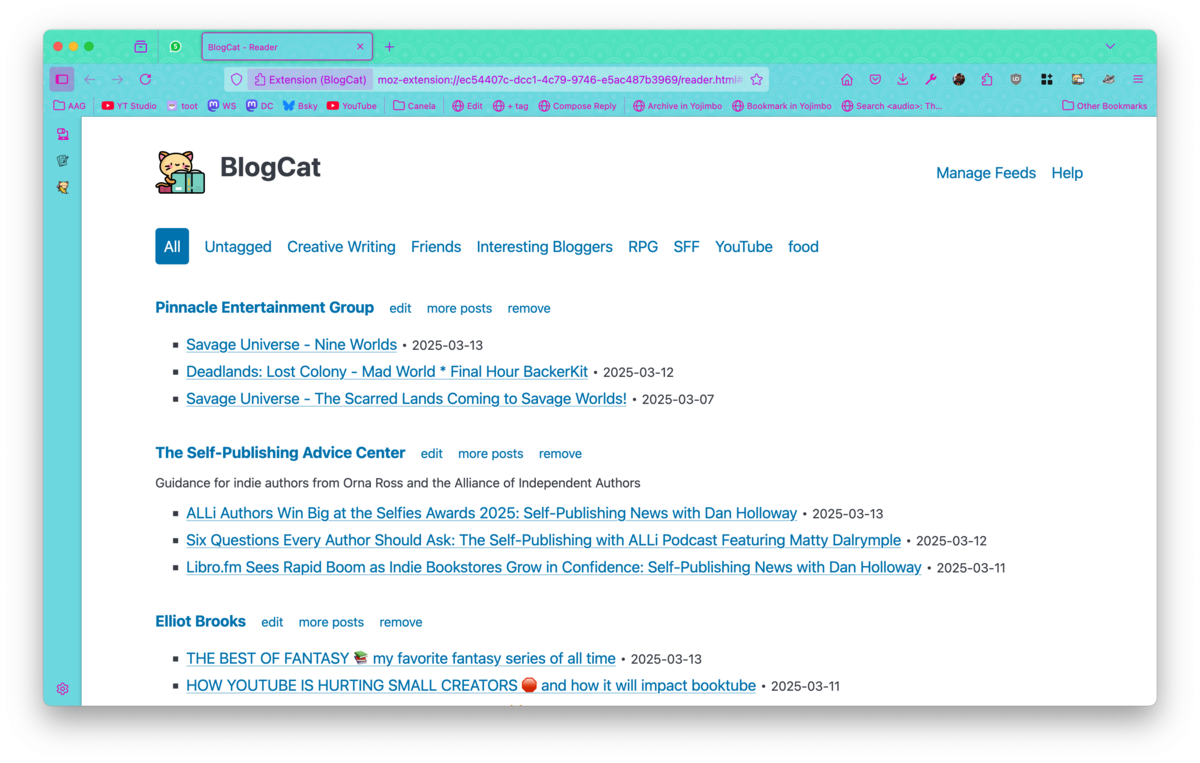 BlogCat - Reader
Extension (BlogCat) moz-extension://ec54407c-dcc1-4c79-9746-e5ac487b3969/reader.html#
AAG YT Studio toot WS DC Bsky YouTube Canela Edit + tag Compose Reply Archive in Yojimbo Bookmark in Yojimbo Search <audio>: Th... Other Bookmarks
BlogCat
Manage Feeds Help
All Untagged Creative Writing Friends Interesting Bloggers RPG SFF YouTube food
Pinnacle Entertainment Group edit more posts remove
▪ Savage Universe - Nine Worlds • 2025-03-13
▪ Deadlands: Lost Colony - Mad World * Final Hour BackerKit • 2025-03-12
▪ Savage Universe - The Scarred Lands Coming to Savage Worlds! • 2025-03-07
The Self-Publishing Advice Center edit more posts remove
Guidance for indie authors from Orna Ross and the Alliance of Independent Authors
▪ ALLi Authors Win Big at the Selfies Awards 2025: Self-Publishing News with Dan Holloway • 2025-03-13
▪ Six Questions Every Author Should Ask: The Self-Publishing with ALLi Podcast Featuring Matty Dalrymple • 2025-03-12
▪ Libro.fm Sees Rapid Boom as Indie Bookstores Grow in Confidence: Self-Publishing News with Dan Holloway • 2025-03-11
Elliot Brooks edit more posts remove
▪ THE BEST OF FANTASY 📚 my favorite fantasy series of all time • 2025-03-13
▪ HOW YOUTUBE IS HURTING SMALL CREATORS 🛑 and how it will impact booktube • 2025-03-11